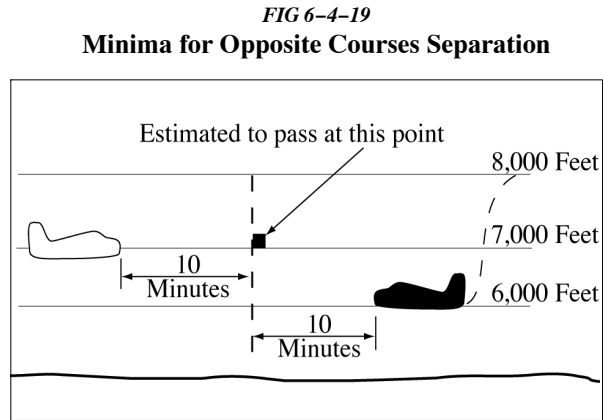 FIG 6–4–19
Minima for Opposite Courses Separation
Estimated to pass at this point
8,000 Feet
7,000 Feet
10
Minutes
6,000 Feet
10
Minutes